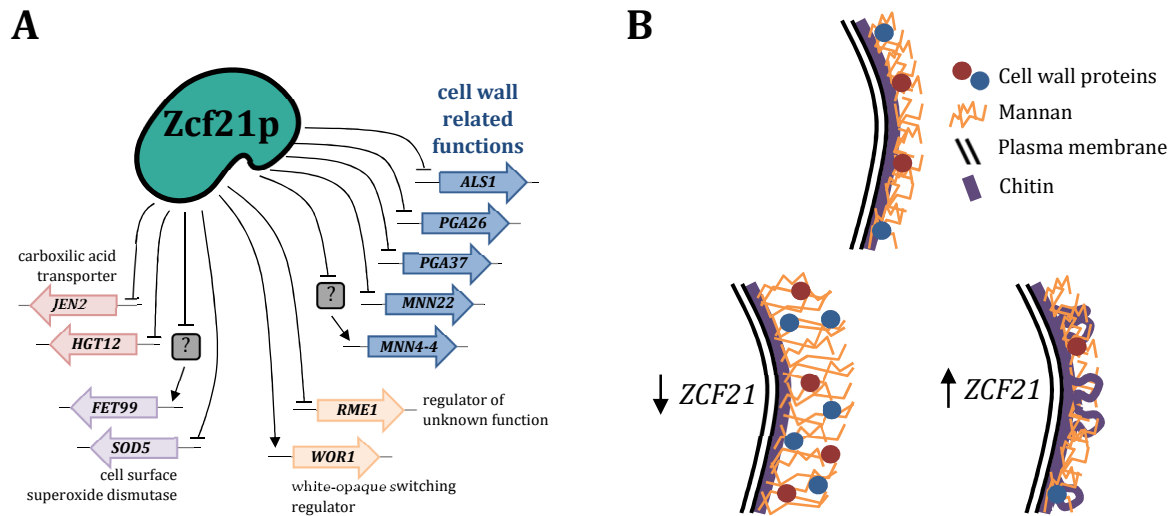 A
Zcf21p
cell wall
related
functions
ALS1
PGA26
PGA37
MNN22
?
MNN4-4
carboxilic acid
transporter
JEN2
HGT12
?
FET99
SOD5
cell surface
superoxide dismutase
RME1
regulator of
unknown function
WOR1
white-opaque switching
regulator
B
Cell wall proteins
Mannan
Plasma membrane
Chitin
↓ ZCF21
↑ ZCF21